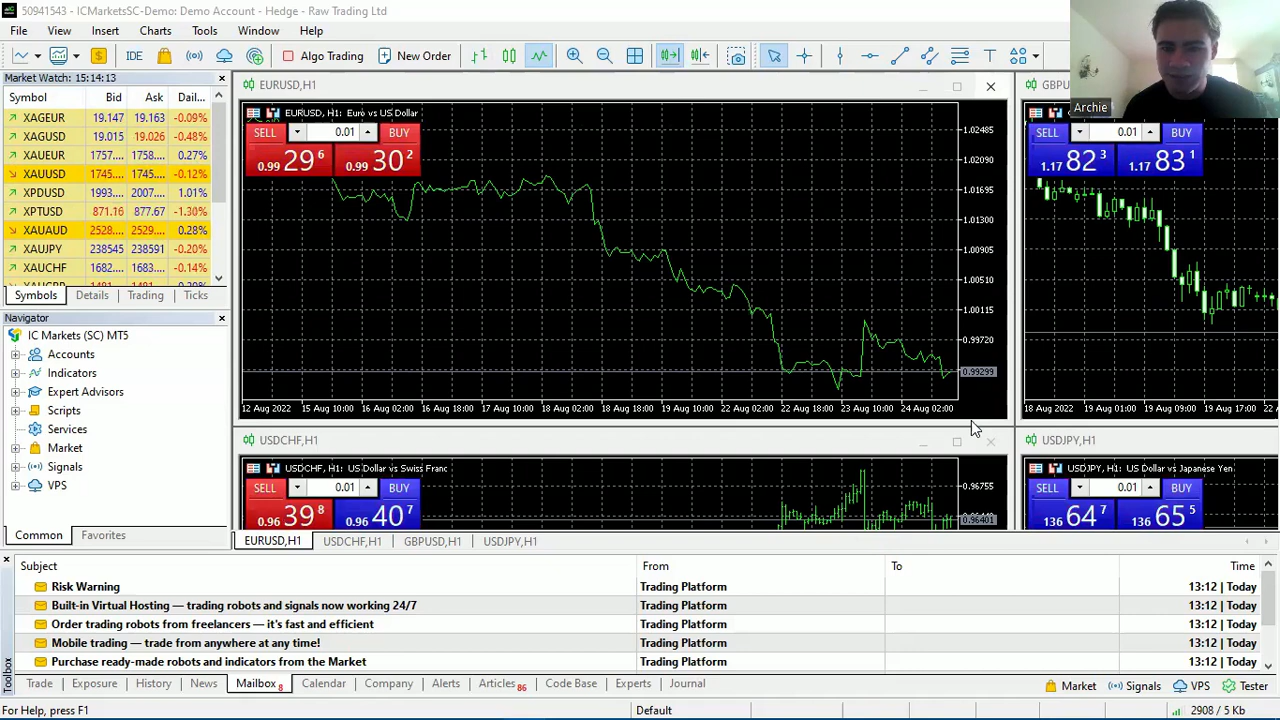 50941543 - ICMarketsSC-Demo: Demo Account - Hedge - Raw Trading Ltd
File View Insert Charts Tools Window Help
IDE Algo Trading New Order
Archie
Market Watch: 15:14:13
Symbol Bid Ask Dail...
XAGEUR 19.147 19.163 -0.09%
XAGUSD 19.015 19.026 -0.48%
XAUEUR 1757.... 1758.... 0.27%
XAUUSD 1745.... 1745.... -0.12%
XPDUSD 1993.... 2007.... 1.01%
XPTUSD 871.16 877.67 -1.30%
XAUAUD 2528.... 2529.... 0.28%
XAUJPY 238545 238591 -0.20%
XAUCHF 1682.... 1683.... -0.14%
Symbols Details Trading Ticks
Navigator
IC Markets (SC) MT5
Accounts
Indicators
Expert Advisors
Scripts
Services
Market
Signals
VPS
Common Favorites
EURUSD,H1
EURUSD, H1: Euro vs US Dollar
SELL 0.01 BUY
0.99 29 6 0.99 30 2
1.02485
1.02090
1.01695
1.01300
1.00905
1.00510
1.00115
0.99720
0.99299
12 Aug 2022 15 Aug 10:00 16 Aug 02:00 16 Aug 18:00 17 Aug 10:00 18 Aug 02:00 18 Aug 18:00 19 Aug 10:00 22 Aug 02:00 22 Aug 18:00 23 Aug 10:00 24 Aug 02:00
GBPU
SELL 0.01 BUY
1.17 82 3 1.17 83 1
18 Aug 2022 19 Aug 01:00 19 Aug 09:00 19 Aug 17:00 22 A
USDCHF,H1
USDCHF, H1: US Dollar vs Swiss Franc
SELL 0.01 BUY
0.96 39 8 0.96 40 7
0.96755
0.96401
USDJPY,H1
USDJPY, H1: US Dollar vs Japanese Yen
SELL 0.01 BUY
136 64 7 136 65 5
EURUSD,H1 USDCHF,H1 GBPUSD,H1 USDJPY,H1
Subject From To Time
Risk Warning Trading Platform 13:12 | Today
Built-in Virtual Hosting — trading robots and signals now working 24/7 Trading Platform 13:12 | Today
Order trading robots from freelancers — it's fast and efficient Trading Platform 13:12 | Today
Mobile trading — trade from anywhere at any time! Trading Platform 13:12 | Today
Purchase ready-made robots and indicators from the Market Trading Platform 13:12 | Today
Toolbox
Trade Exposure History News Mailbox 8 Calendar Company Alerts Articles 86 Code Base Experts Journal Market Signals VPS Tester
For Help, press F1 Default 2908 / 5 Kb